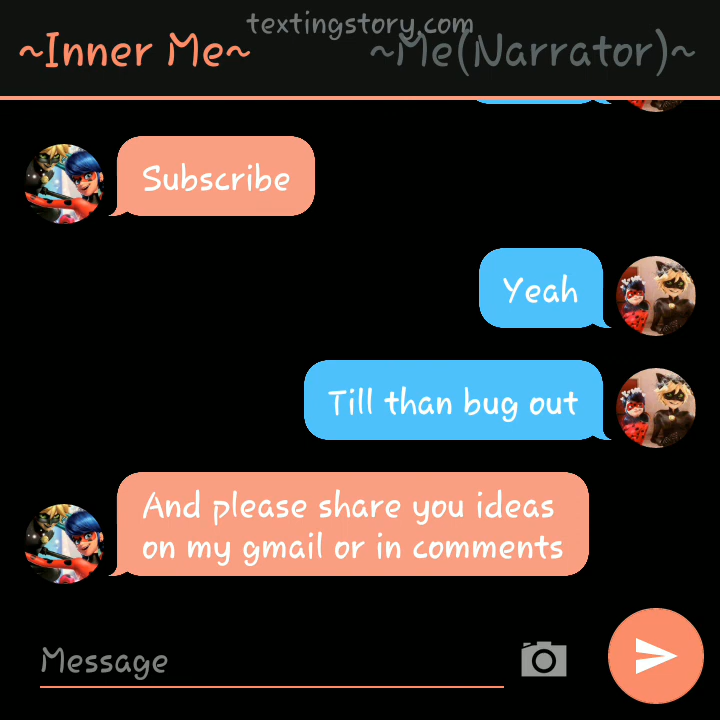 textingstory.com
~Inner Me~
~Me(Narrator)~
Subscribe
Yeah
Till than bug out
And please share you ideas
on my gmail or in comments
Message